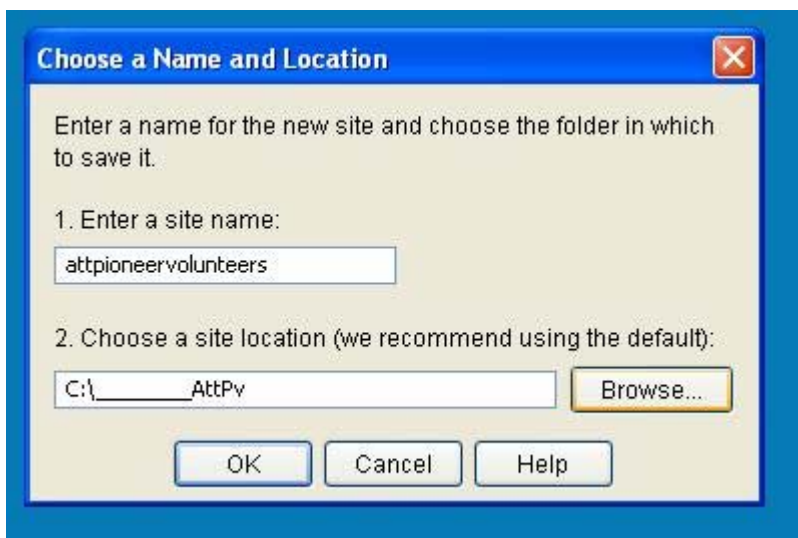 Choose a Name and Location
Enter a name for the new site and choose the folder in which
to save it.
1. Enter a site name:
attpioneervolunteers
2. Choose a site location (we recommend using the default):
C:\________AttPv
Browse...
OK
Cancel
Help